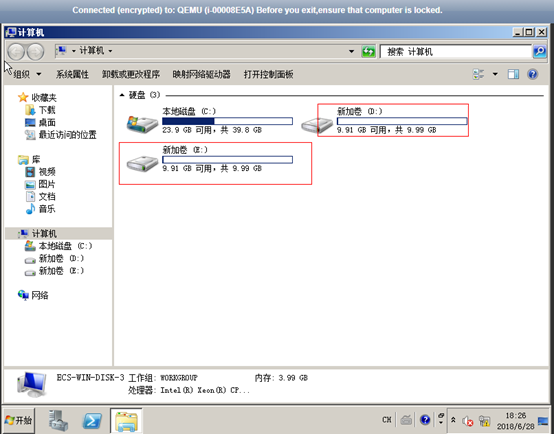 Connected (encrypted) to: QEMU (i-00008E5A) Before you exit,ensure that computer is locked.
计算机
计算机
搜索 计算机
组织 系统属性 卸载或更改程序 映射网络驱动器 打开控制面板
收藏夹
下载
桌面
最近访问的位置
库
视频
图片
文档
音乐
计算机
本地磁盘 (C:)
新加卷 (D:)
新加卷 (E:)
网络
硬盘 (3)
本地磁盘 (C:)
23.9 GB 可用，共 39.8 GB
新加卷 (D:)
9.91 GB 可用，共 9.99 GB
新加卷 (E:)
9.91 GB 可用，共 9.99 GB
ECS-WIN-DISK-3 工作组: WORKGROUP 内存: 3.99 GB
处理器: Intel(R) Xeon(R) CP...
开始
CH
18:26
2018/6/28